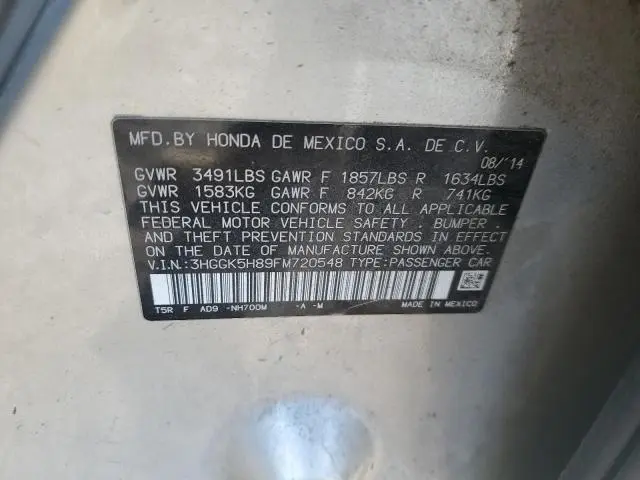 MFD.BY HONDA DE MEXICO S.A. DE C.V.
08/'14
GVWR 3491LBS GAWR F 1857LBS R 1634LBS
GVWR 1583KG GAWR F 842KG R 741KG
THIS VEHICLE CONFORMS TO ALL APPLICABLE
FEDERAL MOTOR VEHICLE SAFETY . BUMPER .
AND THEFT PREVENTION STANDARDS IN EFFECT
ON THE DATE OF MANUFACTURE SHOWN ABOVE.
V.I.N.:3HGGK5H89FM720548 TYPE:PASSENGER CAR
T5R F AD9 -NH700M -A -M MADE IN MEXICO